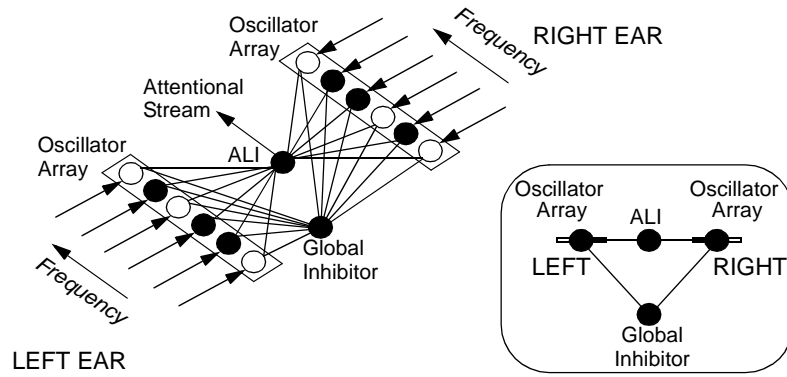 Oscillator
Array
Frequency
RIGHT EAR
Attentional
Stream
Oscillator
Array
ALI
Global
Inhibitor
Frequency
LEFT EAR
Oscillator
Array
ALI
Oscillator
Array
LEFT
RIGHT
Global
Inhibitor